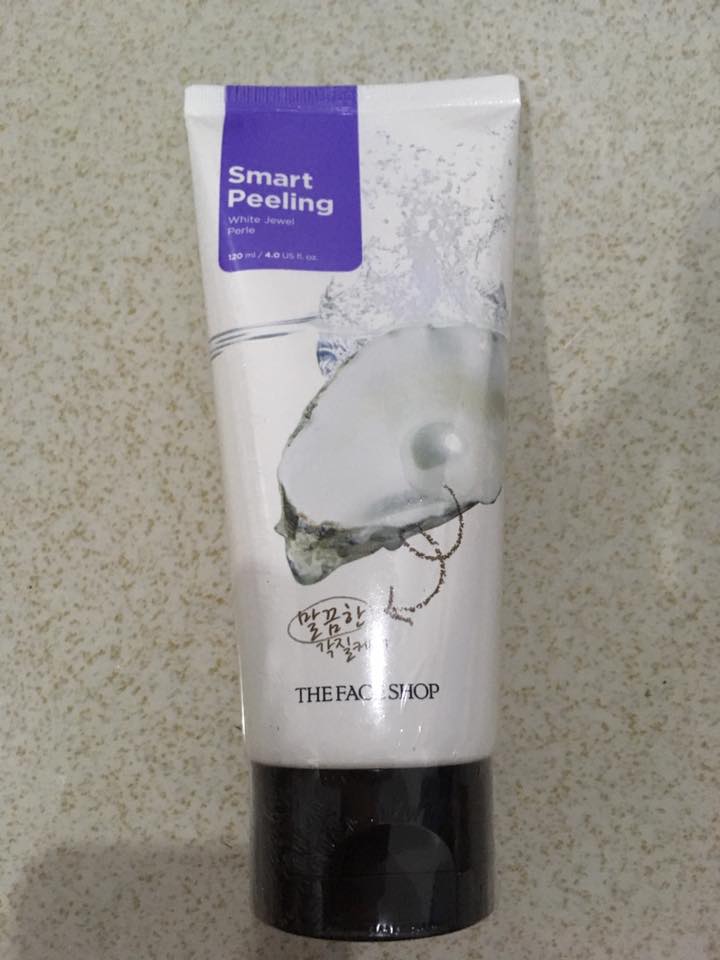 Smart
Peeling
White Jewel
Perle
120 ml / 4.0 US fl. oz.
말끔한
각질케어
THE FACE SHOP